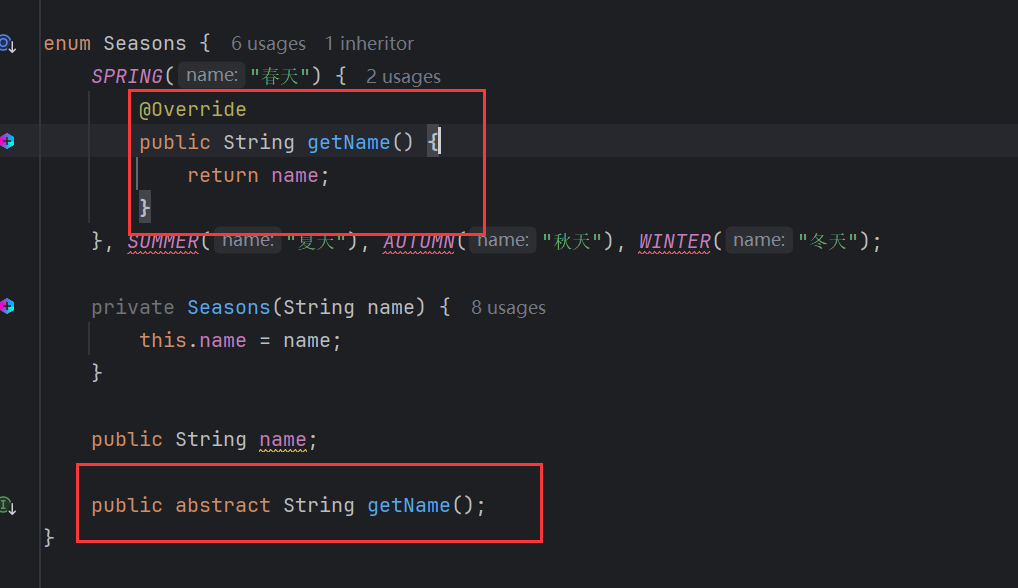 enum Seasons { 6 usages 1 inheritor
SPRING( name: "春天") { 2 usages
@Override
public String getName() {
return name;
}
}, SUMMER( name: "夏天"), AUTUMN( name: "秋天"), WINTER( name: "冬天");
private Seasons(String name) { 8 usages
this.name = name;
}
public String name;
public abstract String getName();
}